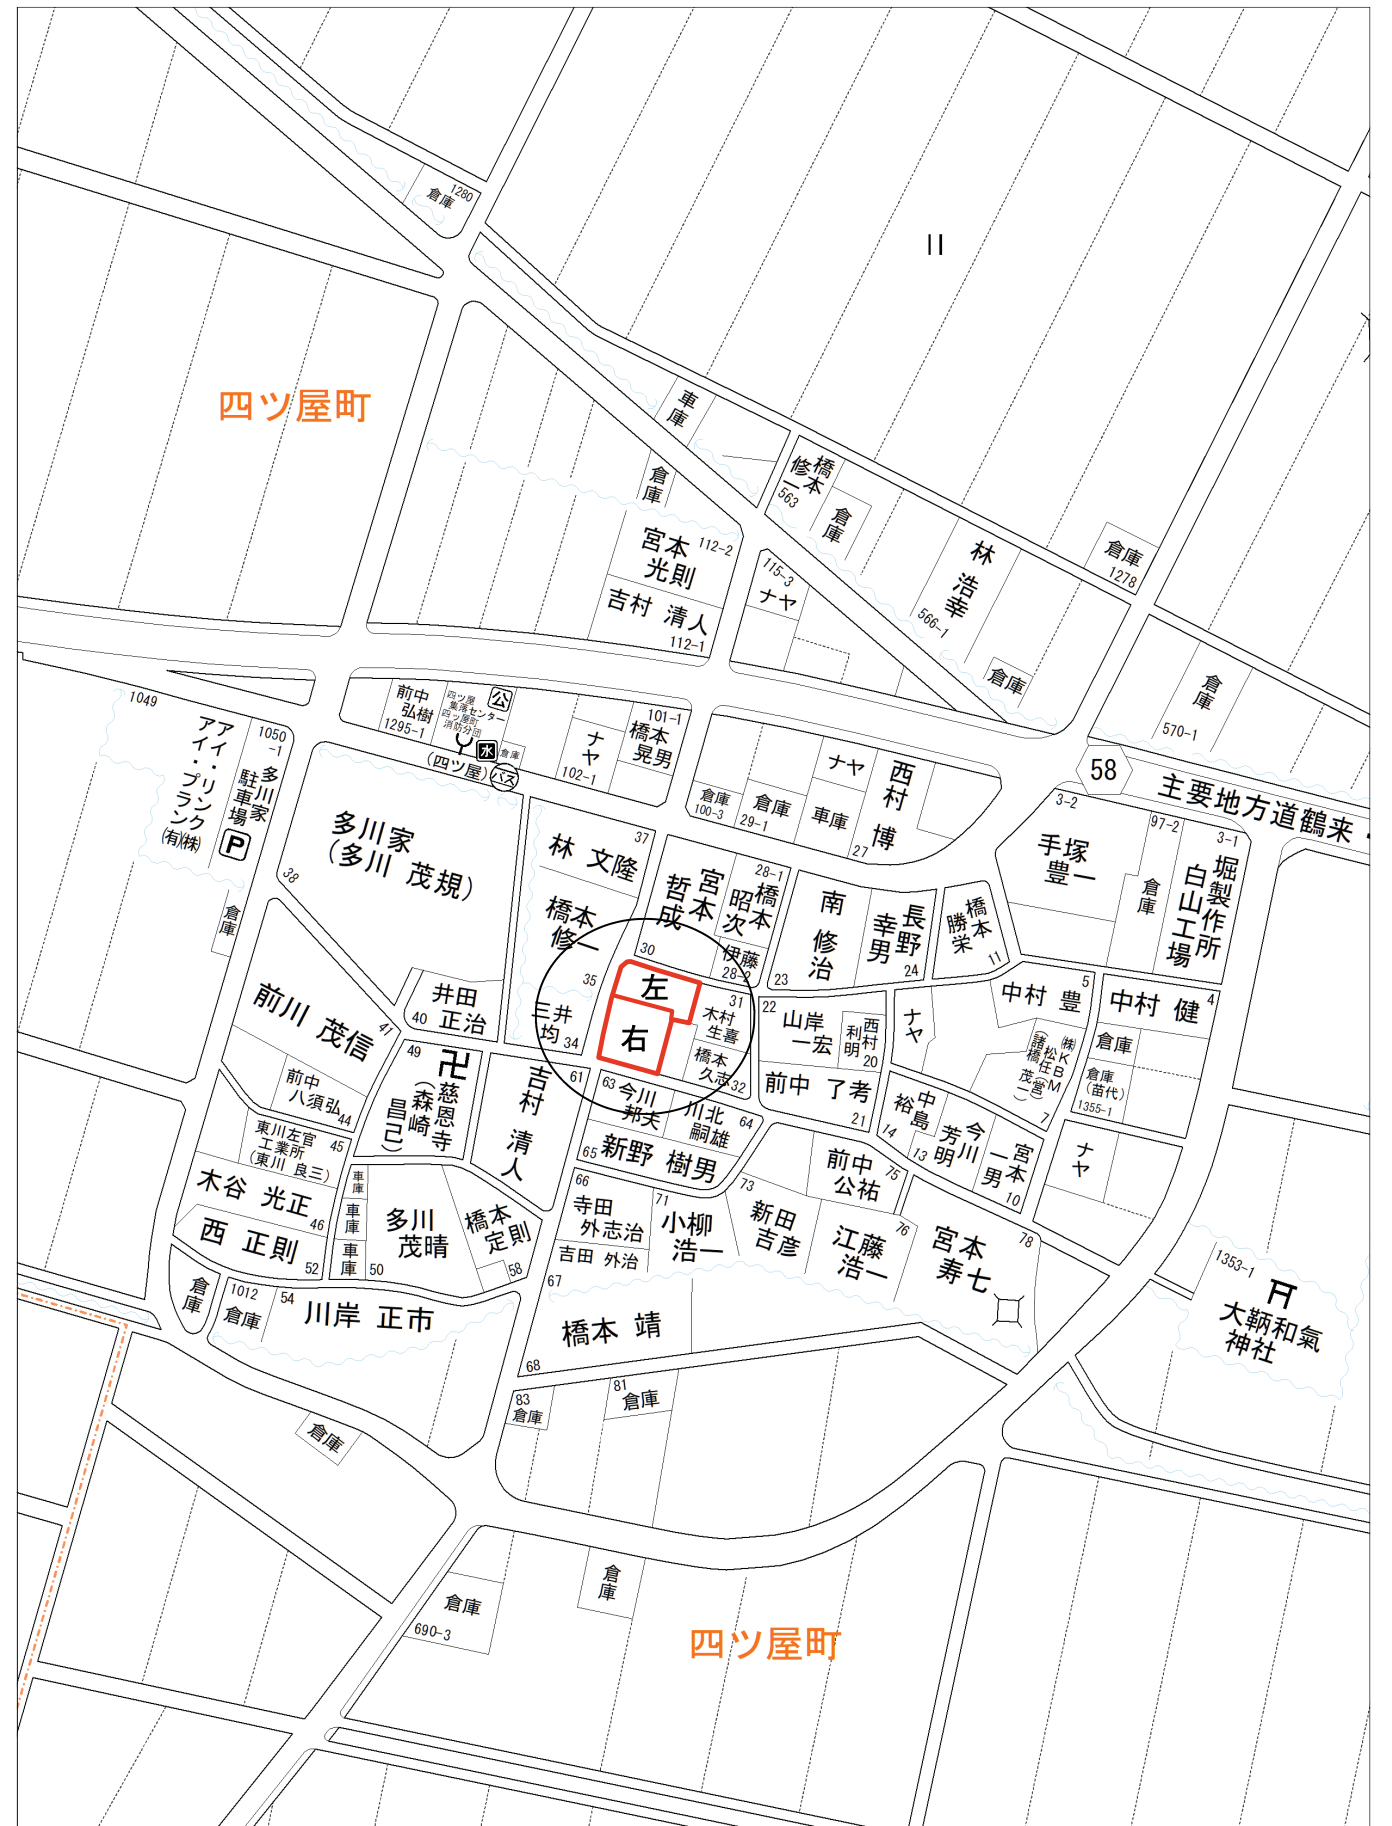 倉庫
1280
四ツ屋町
車庫
倉庫
橋本
修一
563
倉庫
宮本
光則
112-2
吉村 清人
112-1
115-3
ナヤ
林 浩幸
566-1
倉庫
1278
倉庫
倉庫
570-1
58
主要地方道鶴来・
1049
アイ・リンク㈱
アイ・プラン㈲
1050
-1
多川家
駐車場
P
倉庫
前中
弘樹
1295-1
四ツ屋
集落センター
四ツ屋町
消防分団
公
水
倉庫
(四ツ屋)
バス
ナヤ
102-1
101-1
橋本
晃男
倉庫
100-3
倉庫
29-1
ナヤ
車庫
西村 博
27
3-2
手塚
豊一
97-2
倉庫
3-1
堀製作所
白山工場
多川家
(多川 茂規)
38
林 文隆
37
橋本
修一
35
三井
均
34
宮本
哲成
30
28-1
橋本
昭次
伊藤
28-2
南 修治
23
長野
幸男
24
橋本
勝栄
11
左
右
31
木村
生喜
橋本
久志
32
22
山岸
一宏
西村
利明
20
前中 了考
21
ナヤ
中村 豊
5
㈱KBM
松任(営)
(諸橋 茂一)
7
中村 健
4
倉庫
倉庫
(苗代)
1355-1
ナヤ
前川 茂信
41
井田
正治
40
前中
八須弘
44
49
卍
慈恩寺
(森崎 昌己)
吉村 清人
61
63
今川
邦夫
川北
嗣雄
64
65
新野 樹男
中島
裕
14
今川
芳明
13
宮本
一男
10
東川左官
工業所
(東川 良三)
45
木谷 光正
46
西 正則
52
車庫
車庫
車庫
多川
茂晴
50
橋本
定則
58
66
寺田
外志治
吉田 外治
67
71
小柳
浩一
73
新田
吉彦
前中
公祐
75
江藤
浩一
76
宮本
寿七
78
1353-1
大鞆和氣
神社
倉庫
1012
倉庫
54
川岸 正市
橋本 靖
68
83
倉庫
81
倉庫
倉庫
倉庫
690-3
倉庫
四ツ屋町